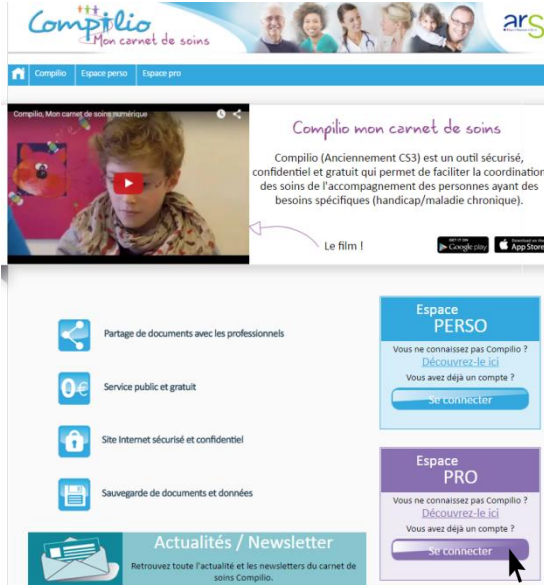 Compilio
Mon carnet de soins
ars
Compilio Espace perso Espace pro
Compilio, Mon carnet de soins numérique
Compilio mon carnet de soins
Compilio (Anciennement CS3) est un outil sécurisé,
confidentiel et gratuit qui permet de faciliter la coordination
des soins de l'accompagnement des personnes ayant des
besoins spécifiques (handicap/maladie chronique).
Le film !
GET IT ON
Google play
Download on the
App Store
Partage de documents avec les professionnels
0€
Service public et gratuit
Site Internet sécurisé et confidentiel
Sauvegarde de documents et données
Actualités / Newsletter
Retrouvez toute l'actualité et les newsletters du carnet de
soins Compilio.
Espace
PERSO
Vous ne connaissez pas Compilio ?
Découvrez-le ici
Vous avez déjà un compte ?
Se connecter
Espace
PRO
Vous ne connaissez pas Compilio ?
Découvrez-le ici
Vous avez déjà un compte ?
Se connecter